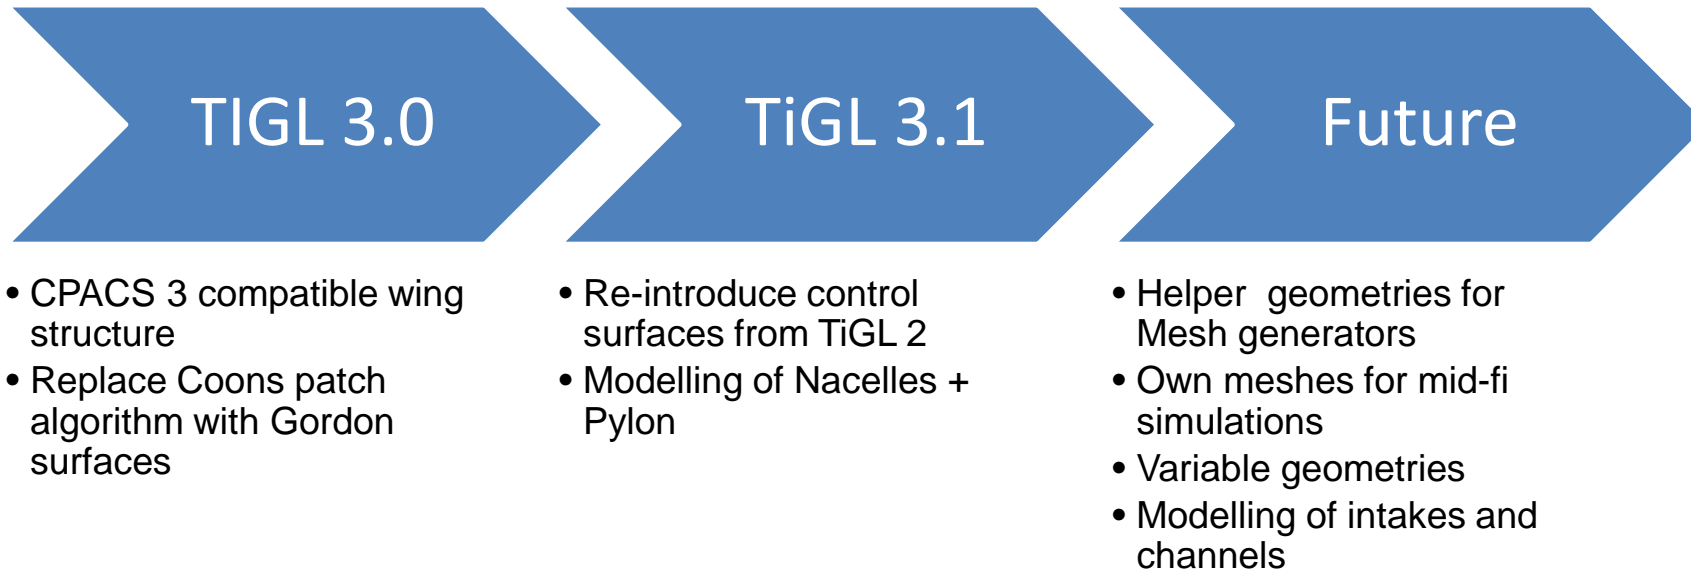 TIGL 3.0
• CPACS 3 compatible wing
structure
• Replace Coons patch
algorithm with Gordon
surfaces
TiGL 3.1
• Re-introduce control
surfaces from TiGL 2
• Modelling of Nacelles +
Pylon
Future
• Helper  geometries for
Mesh generators
• Own meshes for mid-fi
simulations
• Variable geometries
• Modelling of intakes and
channels